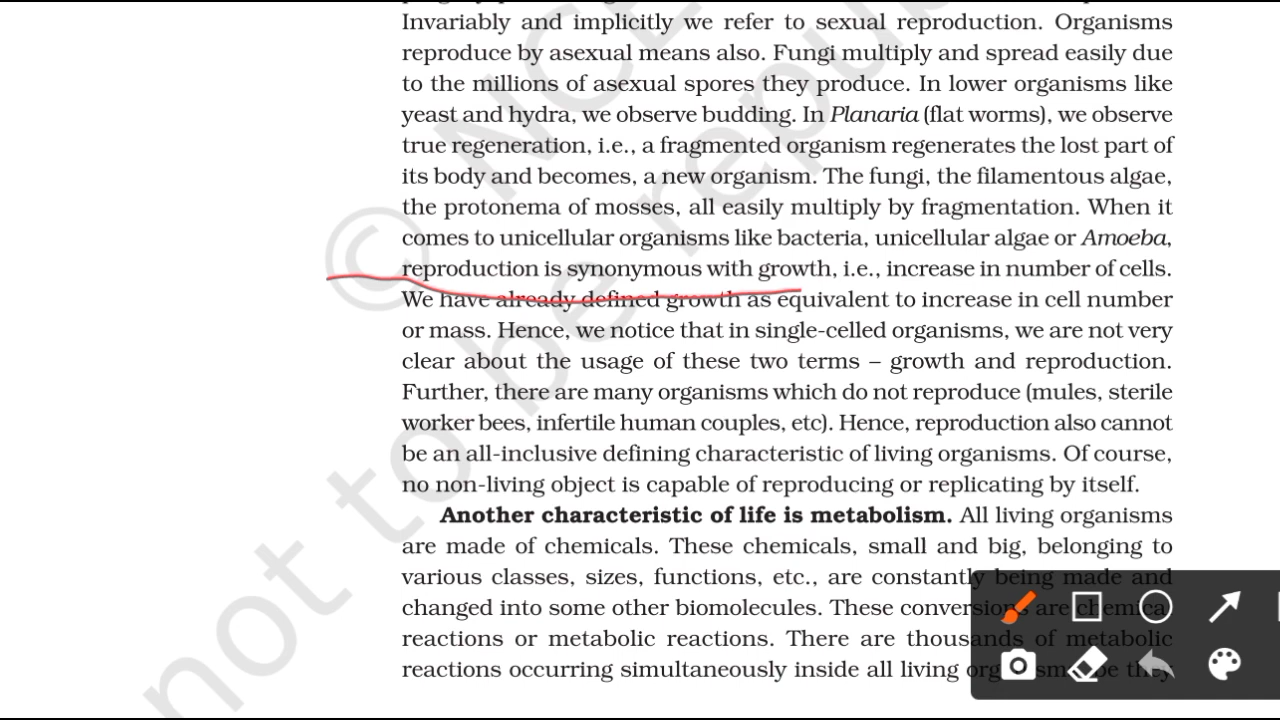 Invariably and implicitly we refer to sexual reproduction. Organisms
reproduce by asexual means also. Fungi multiply and spread easily due
to the millions of asexual spores they produce. In lower organisms like
yeast and hydra, we observe budding. In Planaria (flat worms), we observe
true regeneration, i.e., a fragmented organism regenerates the lost part of
its body and becomes, a new organism. The fungi, the filamentous algae,
the protonema of mosses, all easily multiply by fragmentation. When it
comes to unicellular organisms like bacteria, unicellular algae or Amoeba,
reproduction is synonymous with growth, i.e., increase in number of cells.
We have already defined growth as equivalent to increase in cell number
or mass. Hence, we notice that in single-celled organisms, we are not very
clear about the usage of these two terms – growth and reproduction.
Further, there are many organisms which do not reproduce (mules, sterile
worker bees, infertile human couples, etc). Hence, reproduction also cannot
be an all-inclusive defining characteristic of living organisms. Of course,
no non-living object is capable of reproducing or replicating by itself.
Another characteristic of life is metabolism. All living organisms
are made of chemicals. These chemicals, small and big, belonging to
various classes, sizes, functions, etc., are constantly being made and
changed into some other biomolecules. These conversions are chemical
reactions or metabolic reactions. There are thousands of metabolic
reactions occurring simultaneously inside all living be they
© NCE
not to be repu